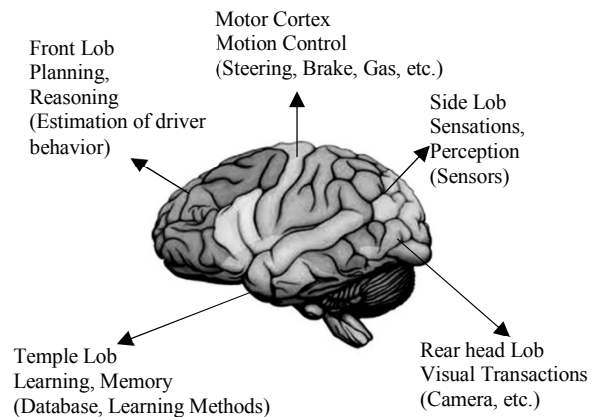 Motor Cortex
Motion Control
(Steering, Brake, Gas, etc.)
Front Lob
Planning,
Reasoning
(Estimation of driver
behavior)
Side Lob
Sensations,
Perception
(Sensors)
Temple Lob
Learning, Memory
(Database, Learning Methods)
Rear head Lob
Visual Transactions
(Camera, etc.)